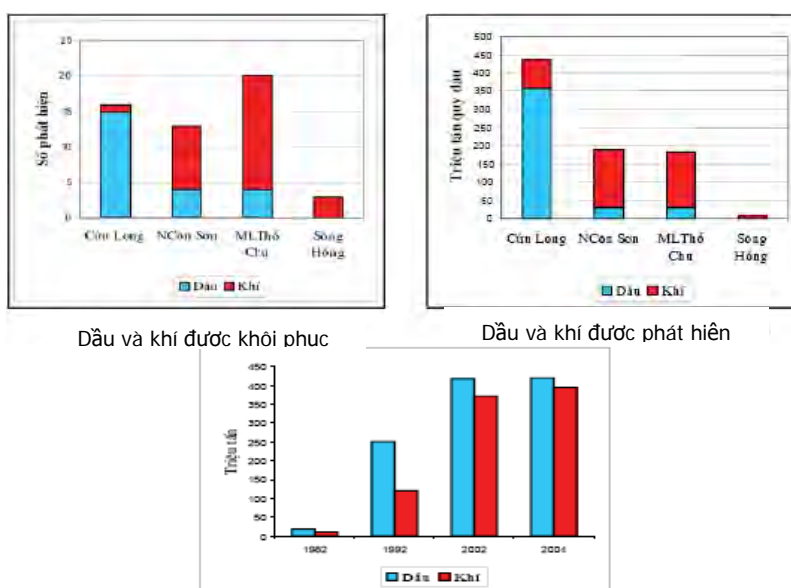 25
20
15
10
5
0
Số phát hiện
Cửu Long NCôn Sơn MLThổ Sông
Chu Hồng
Dầu Khí
500
450
400
350
300
250
200
150
100
50
0
Triệu tấn quy dầu
Cửu Long NCôn Sơn MLThổ Sông
Chu Hồng
Dầu Khí
Dầu và khí được khôi phục
Dầu và khí được phát hiên
450
400
350
300
250
200
150
100
50
0
Triệu tấn
1982 1992 2002 2004
Dầu Khí